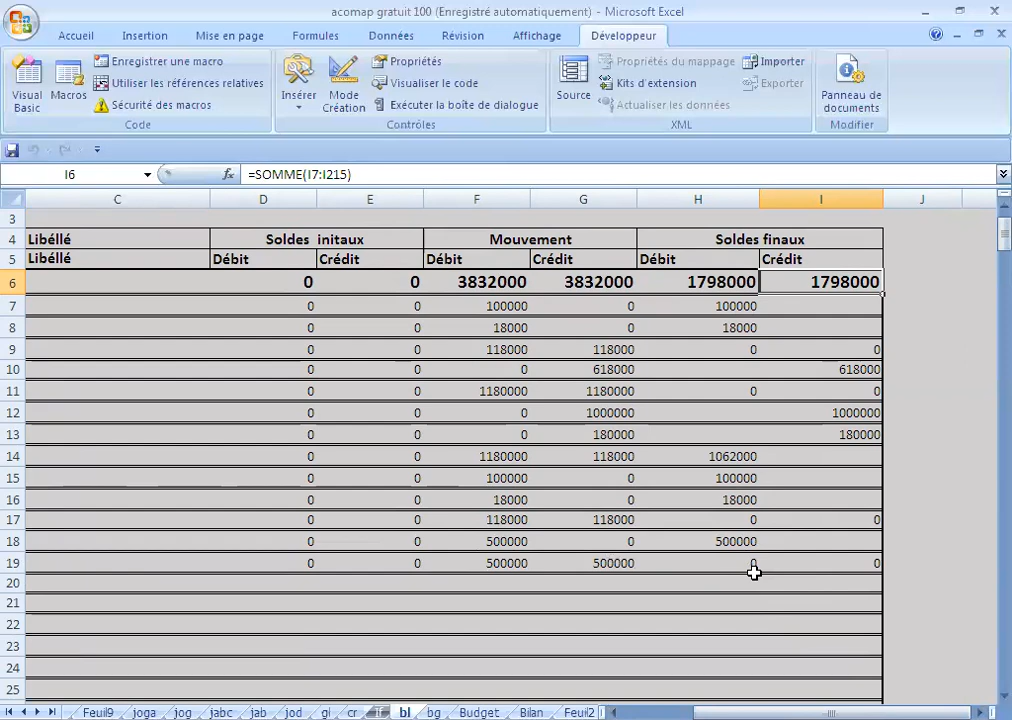 acomap gratuit 100 (Enregistré automatiquement) - Microsoft Excel
Accueil Insertion Mise en page Formules Données Révision Affichage Développeur
Visual Basic
Macros
Enregistrer une macro
Utiliser les références relatives
Sécurité des macros
Code
Insérer
Mode Création
Propriétés
Visualiser le code
Exécuter la boîte de dialogue
Contrôles
Source
Propriétés du mappage
Kits d'extension
Actualiser les données
Importer
Exporter
XML
Panneau de documents
Modifier
I6 fx =SOMME(I7:I215)
C D E F G H I J
3
4 Libéllé Soldes initaux Mouvement Soldes finaux
5 Libéllé Débit Crédit Débit Crédit Débit Crédit
6 0 0 3832000 3832000 1798000 1798000
7 0 0 100000 0 100000
8 0 0 18000 0 18000
9 0 0 118000 118000 0 0
10 0 0 0 618000 618000
11 0 0 1180000 1180000 0 0
12 0 0 0 1000000 1000000
13 0 0 0 180000 180000
14 0 0 1180000 118000 1062000
15 0 0 100000 0 100000
16 0 0 18000 0 18000
17 0 0 118000 118000 0 0
18 0 0 500000 0 500000
19 0 0 500000 500000 0 0
20
21
22
23
24
25
Feuil9 joga jog jabc jab jod gl cr TF bl bg Budget Bilan Feuil2